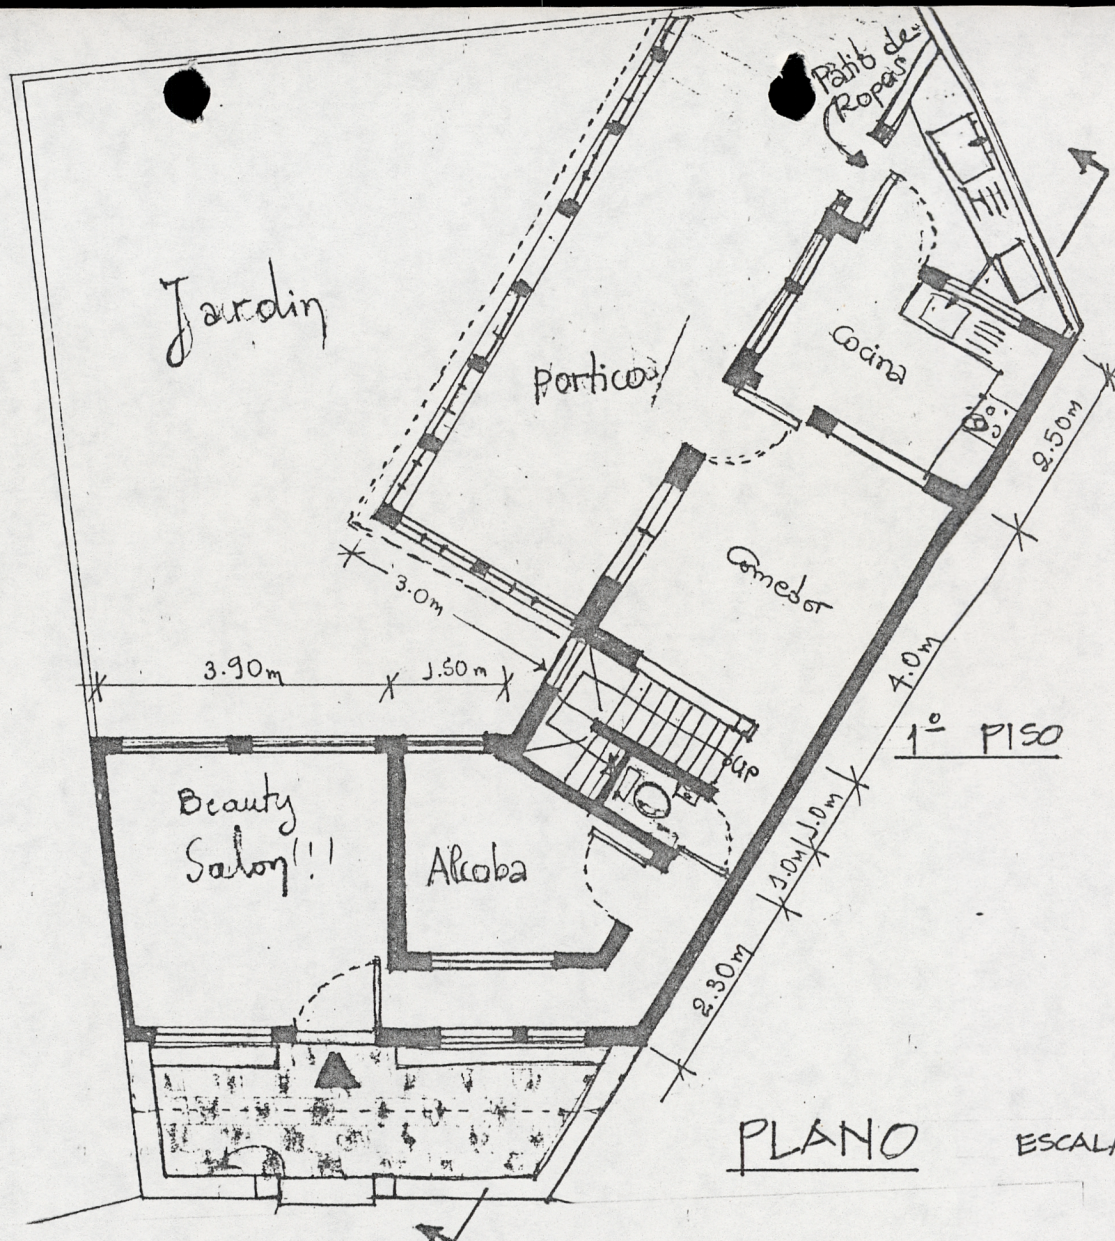 Patio de
Ropas
Jardin
portico
Cocina
2.50m
Comedor
3.0m
3.90m
1.50m
4.0m
1º PISO
UP
Beauty
Salon!!!
Alcoba
1.0m
1.0m
2.30m
PLANO
ESCALA